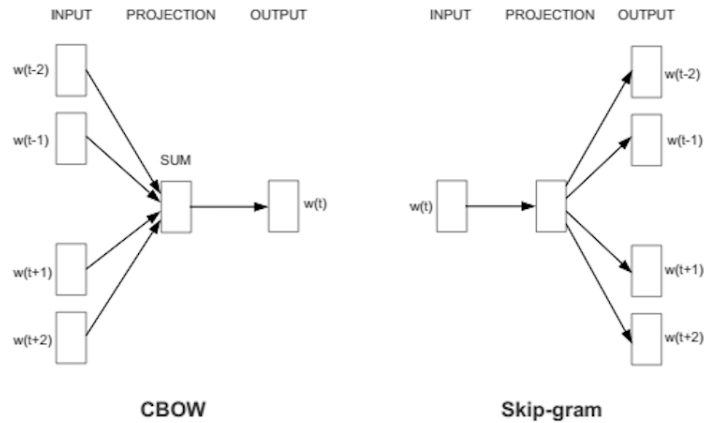 INPUT PROJECTION OUTPUT
w(t-2)
w(t-1)
SUM
w(t)
w(t+1)
w(t+2)
CBOW
INPUT PROJECTION OUTPUT
w(t-2)
w(t-1)
w(t)
w(t+1)
w(t+2)
Skip-gram